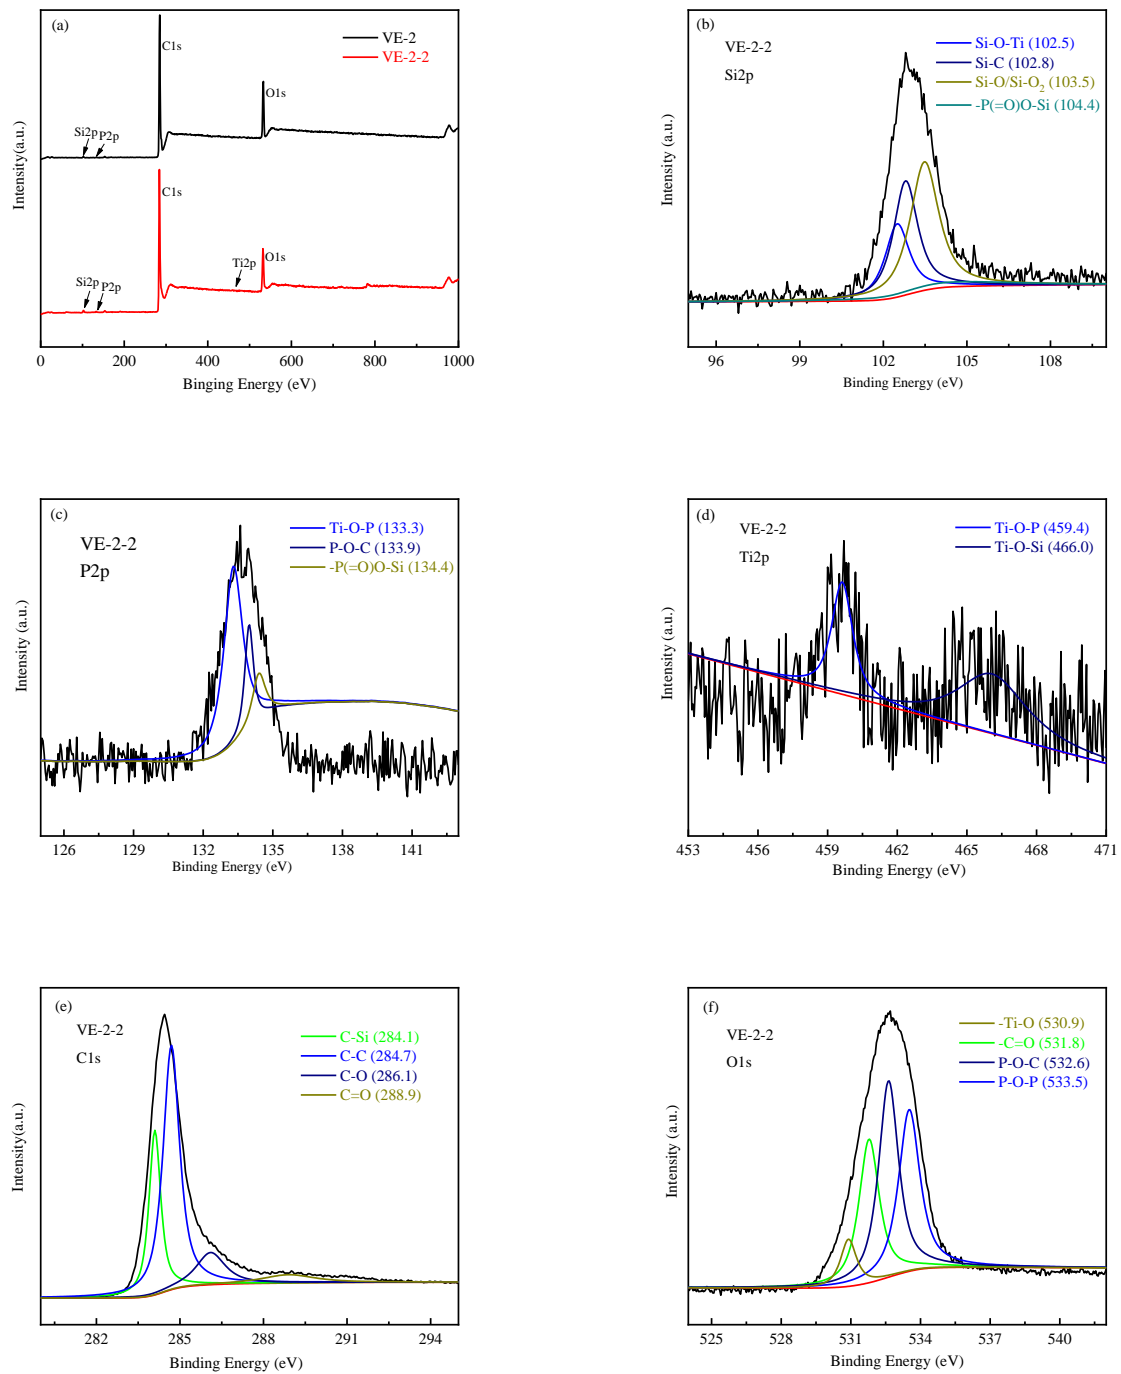 (a)
VE-2
VE-2-2
C1s
O1s
Si2p
P2p
C1s
Ti2p
O1s
Si2p
P2p
Intensity(a.u.)
0 200 400 600 800 1000
Binging Energy (eV)
(b)
VE-2-2
Si2p
Si-O-Ti (102.5)
Si-C (102.8)
Si-O/Si-O₂ (103.5)
-P(=O)O-Si (104.4)
Intensity (a.u.)
96 99 102 105 108
Binding Energy (eV)
(c)
VE-2-2
P2p
Ti-O-P (133.3)
P-O-C (133.9)
-P(=O)O-Si (134.4)
Intensity (a.u.)
126 129 132 135 138 141
Binding Energy (eV)
(d)
VE-2-2
Ti2p
Ti-O-P (459.4)
Ti-O-Si (466.0)
Intensity (a.u.)
453 456 459 462 465 468 471
Binding Energy (eV)
(e)
VE-2-2
C1s
C-Si (284.1)
C-C (284.7)
C-O (286.1)
C=O (288.9)
Intensity(a.u.)
282 285 288 291 294
Binding Energy (eV)
(f)
VE-2-2
O1s
-Ti-O (530.9)
-C=O (531.8)
P-O-C (532.6)
P-O-P (533.5)
Intensity (a.u.)
525 528 531 534 537 540
Binding Energy (eV)